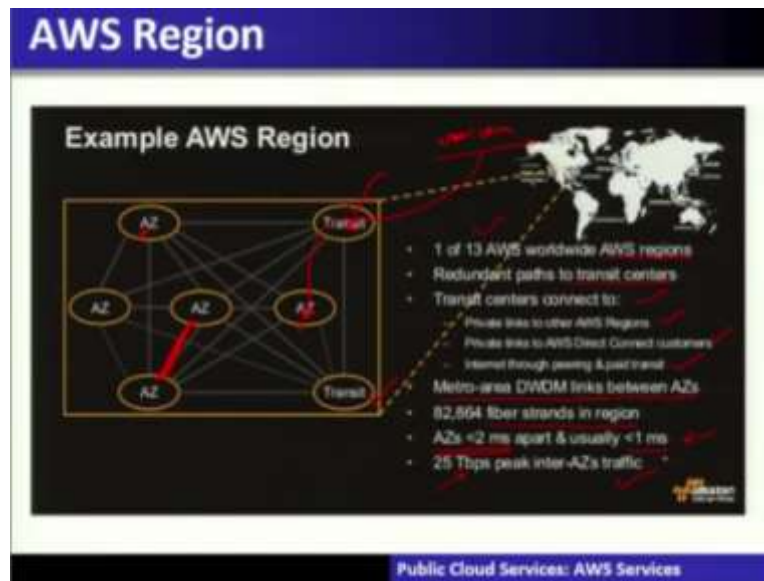 AWS Region
Example AWS Region
AZ
Transit
AZ
AZ
AZ
AZ
Transit
• 1 of 13 AWS worldwide AWS regions
• Redundant paths to transit centers
• Transit centers connect to:
– Private links to other AWS Regions
– Private links to AWS Direct Connect customers
– Internet through peering & paid transit
• Metro-area DWDM links between AZs
• 82,864 fiber strands in region
• AZs <2 ms apart & usually <1 ms
• 25 Tbps peak inter-AZs traffic
Public Cloud Services: AWS Services